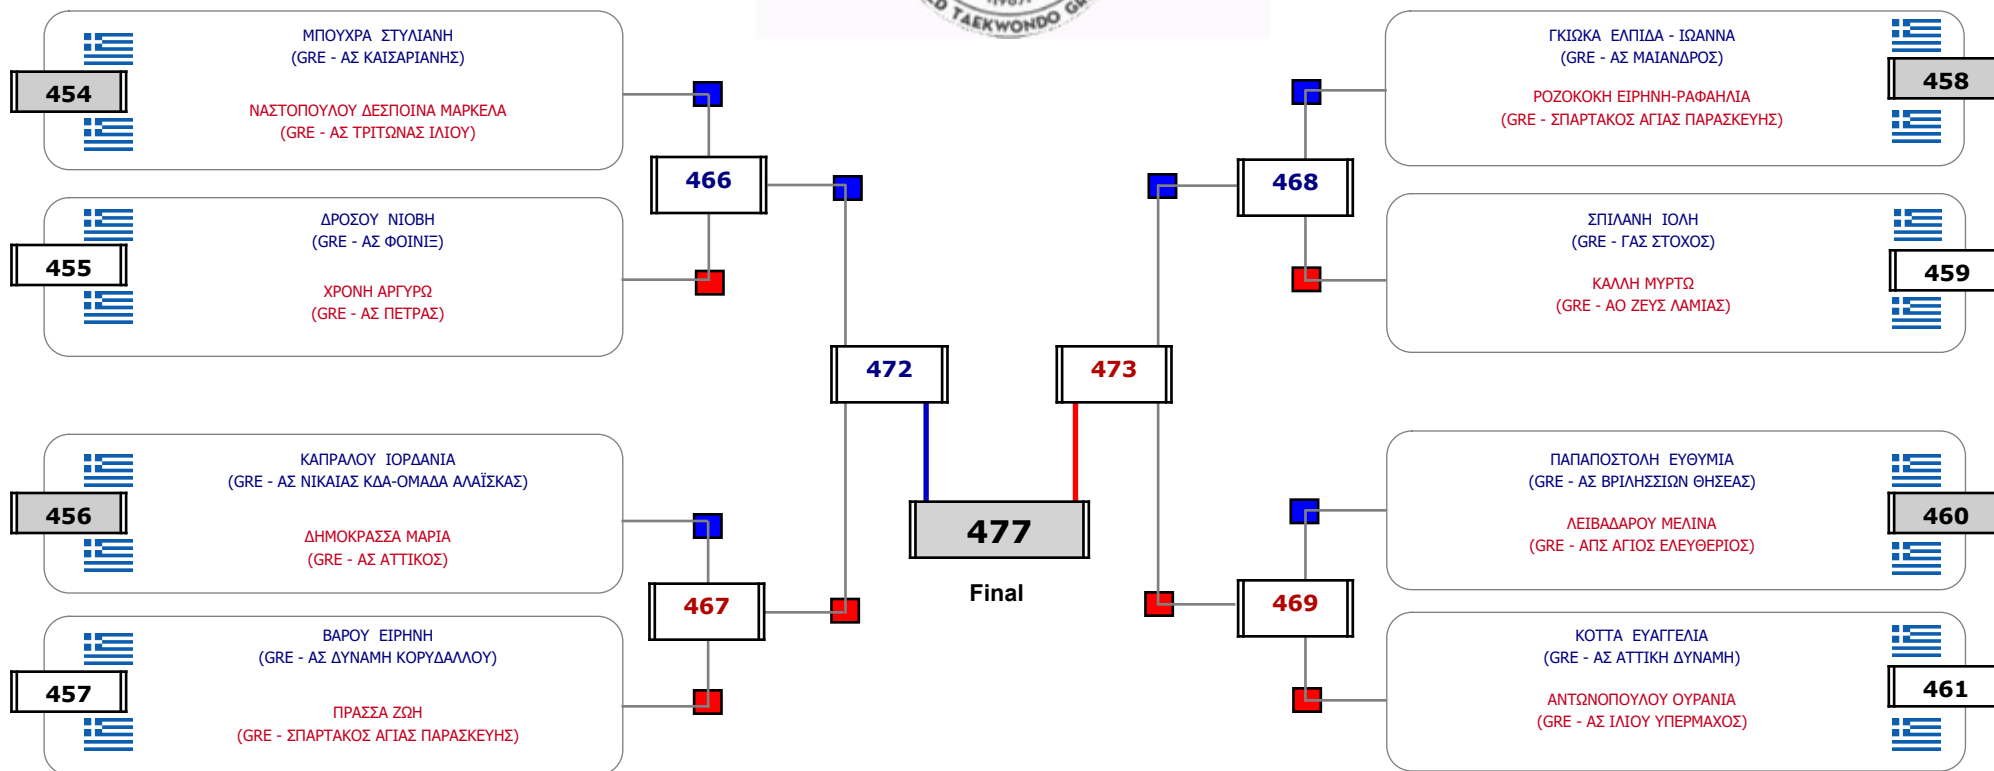 TAEKWONDO
ΜΠΟΥΧΡΑ ΣΤΥΛΙΑΝΗ
(GRE - ΑΣ ΚΑΙΣΑΡΙΑΝΗΣ)
454
ΝΑΣΤΟΠΟΥΛΟΥ ΔΕΣΠΟΙΝΑ ΜΑΡΚΕΛΑ
(GRE - ΑΣ ΤΡΙΤΩΝΑΣ ΙΛΙΟΥ)
ΔΡΟΣΟΥ ΝΙΟΒΗ
(GRE - ΑΣ ΦΟΙΝΙΞ)
455
ΧΡΟΝΗ ΑΡΓΥΡΩ
(GRE - ΑΣ ΠΕΤΡΑΣ)
466
ΚΑΠΡΑΛΟΥ ΙΟΡΔΑΝΙΑ
(GRE - ΑΣ ΝΙΚΑΙΑΣ ΚΔΑ-ΟΜΑΔΑ ΑΛΑΪΣΚΑΣ)
456
ΔΗΜΟΚΡΑΣΣΑ ΜΑΡΙΑ
(GRE - ΑΣ ΑΤΤΙΚΟΣ)
ΒΑΡΟΥ ΕΙΡΗΝΗ
(GRE - ΑΣ ΔΥΝΑΜΗ ΚΟΡΥΔΑΛΛΟΥ)
457
ΠΡΑΣΣΑ ΖΩΗ
(GRE - ΣΠΑΡΤΑΚΟΣ ΑΓΙΑΣ ΠΑΡΑΣΚΕΥΗΣ)
467
472
473
477
Final
ΓΚΙΩΚΑ ΕΛΠΙΔΑ - ΙΩΑΝΝΑ
(GRE - ΑΣ ΜΑΙΑΝΔΡΟΣ)
458
ΡΟΖΟΚΟΚΗ ΕΙΡΗΝΗ-ΡΑΦΑΗΛΙΑ
(GRE - ΣΠΑΡΤΑΚΟΣ ΑΓΙΑΣ ΠΑΡΑΣΚΕΥΗΣ)
468
ΣΠΙΛΑΝΗ ΙΟΛΗ
(GRE - ΓΑΣ ΣΤΟΧΟΣ)
459
ΚΑΛΛΗ ΜΥΡΤΩ
(GRE - ΑΟ ΖΕΥΣ ΛΑΜΙΑΣ)
ΠΑΠΑΠΟΣΤΟΛΗ ΕΥΘΥΜΙΑ
(GRE - ΑΣ ΒΡΙΛΗΣΣΙΩΝ ΘΗΣΕΑΣ)
460
ΛΕΙΒΑΔΑΡΟΥ ΜΕΛΙΝΑ
(GRE - ΑΠΣ ΑΓΙΟΣ ΕΛΕΥΘΕΡΙΟΣ)
469
ΚΟΤΤΑ ΕΥΑΓΓΕΛΙΑ
(GRE - ΑΣ ΑΤΤΙΚΗ ΔΥΝΑΜΗ)
461
ΑΝΤΩΝΟΠΟΥΛΟΥ ΟΥΡΑΝΙΑ
(GRE - ΑΣ ΙΛΙΟΥ ΥΠΕΡΜΑΧΟΣ)